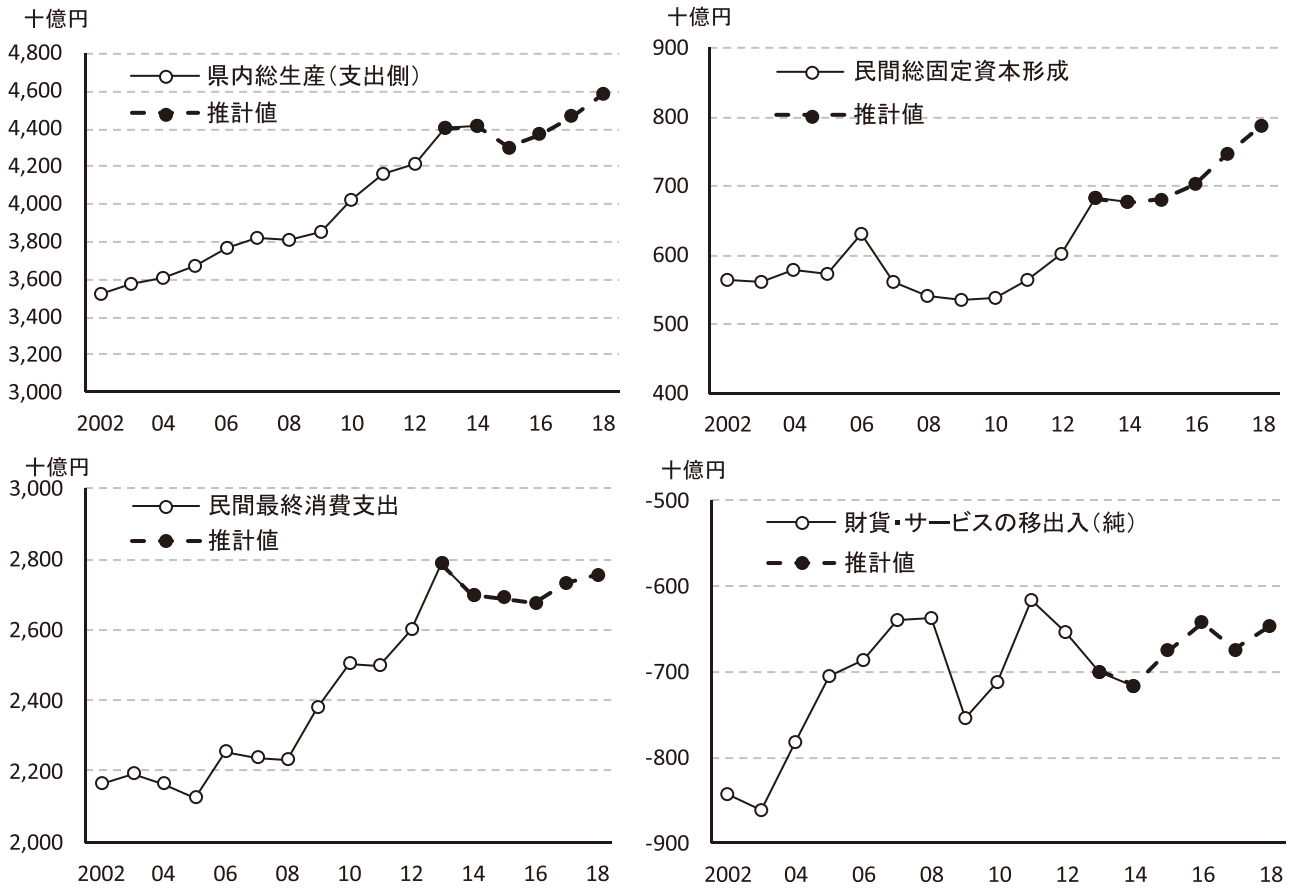 十億円
4,800
4,600
4,400
4,200
4,000
3,800
3,600
3,400
3,200
3,000
県内総生産(支出側)
推計値
2002 04 06 08 10 12 14 16 18
十億円
900
800
700
600
500
400
民間総固定資本形成
推計値
2002 04 06 08 10 12 14 16 18
十億円
3,000
2,800
2,600
2,400
2,200
2,000
民間最終消費支出
推計値
2002 04 06 08 10 12 14 16 18
十億円
-500
-600
-700
-800
-900
財貨・サービスの移出入(純)
推計値
2002 04 06 08 10 12 14 16 18